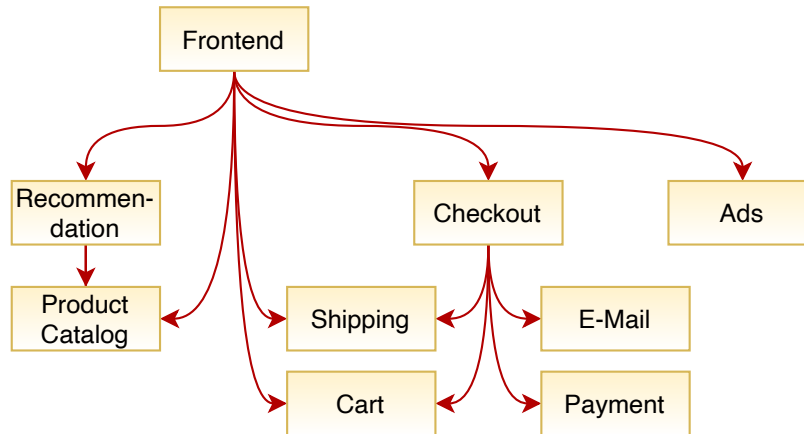 Frontend
Recommen-
dation
Checkout
Ads
Product
Catalog
Shipping
E-Mail
Cart
Payment